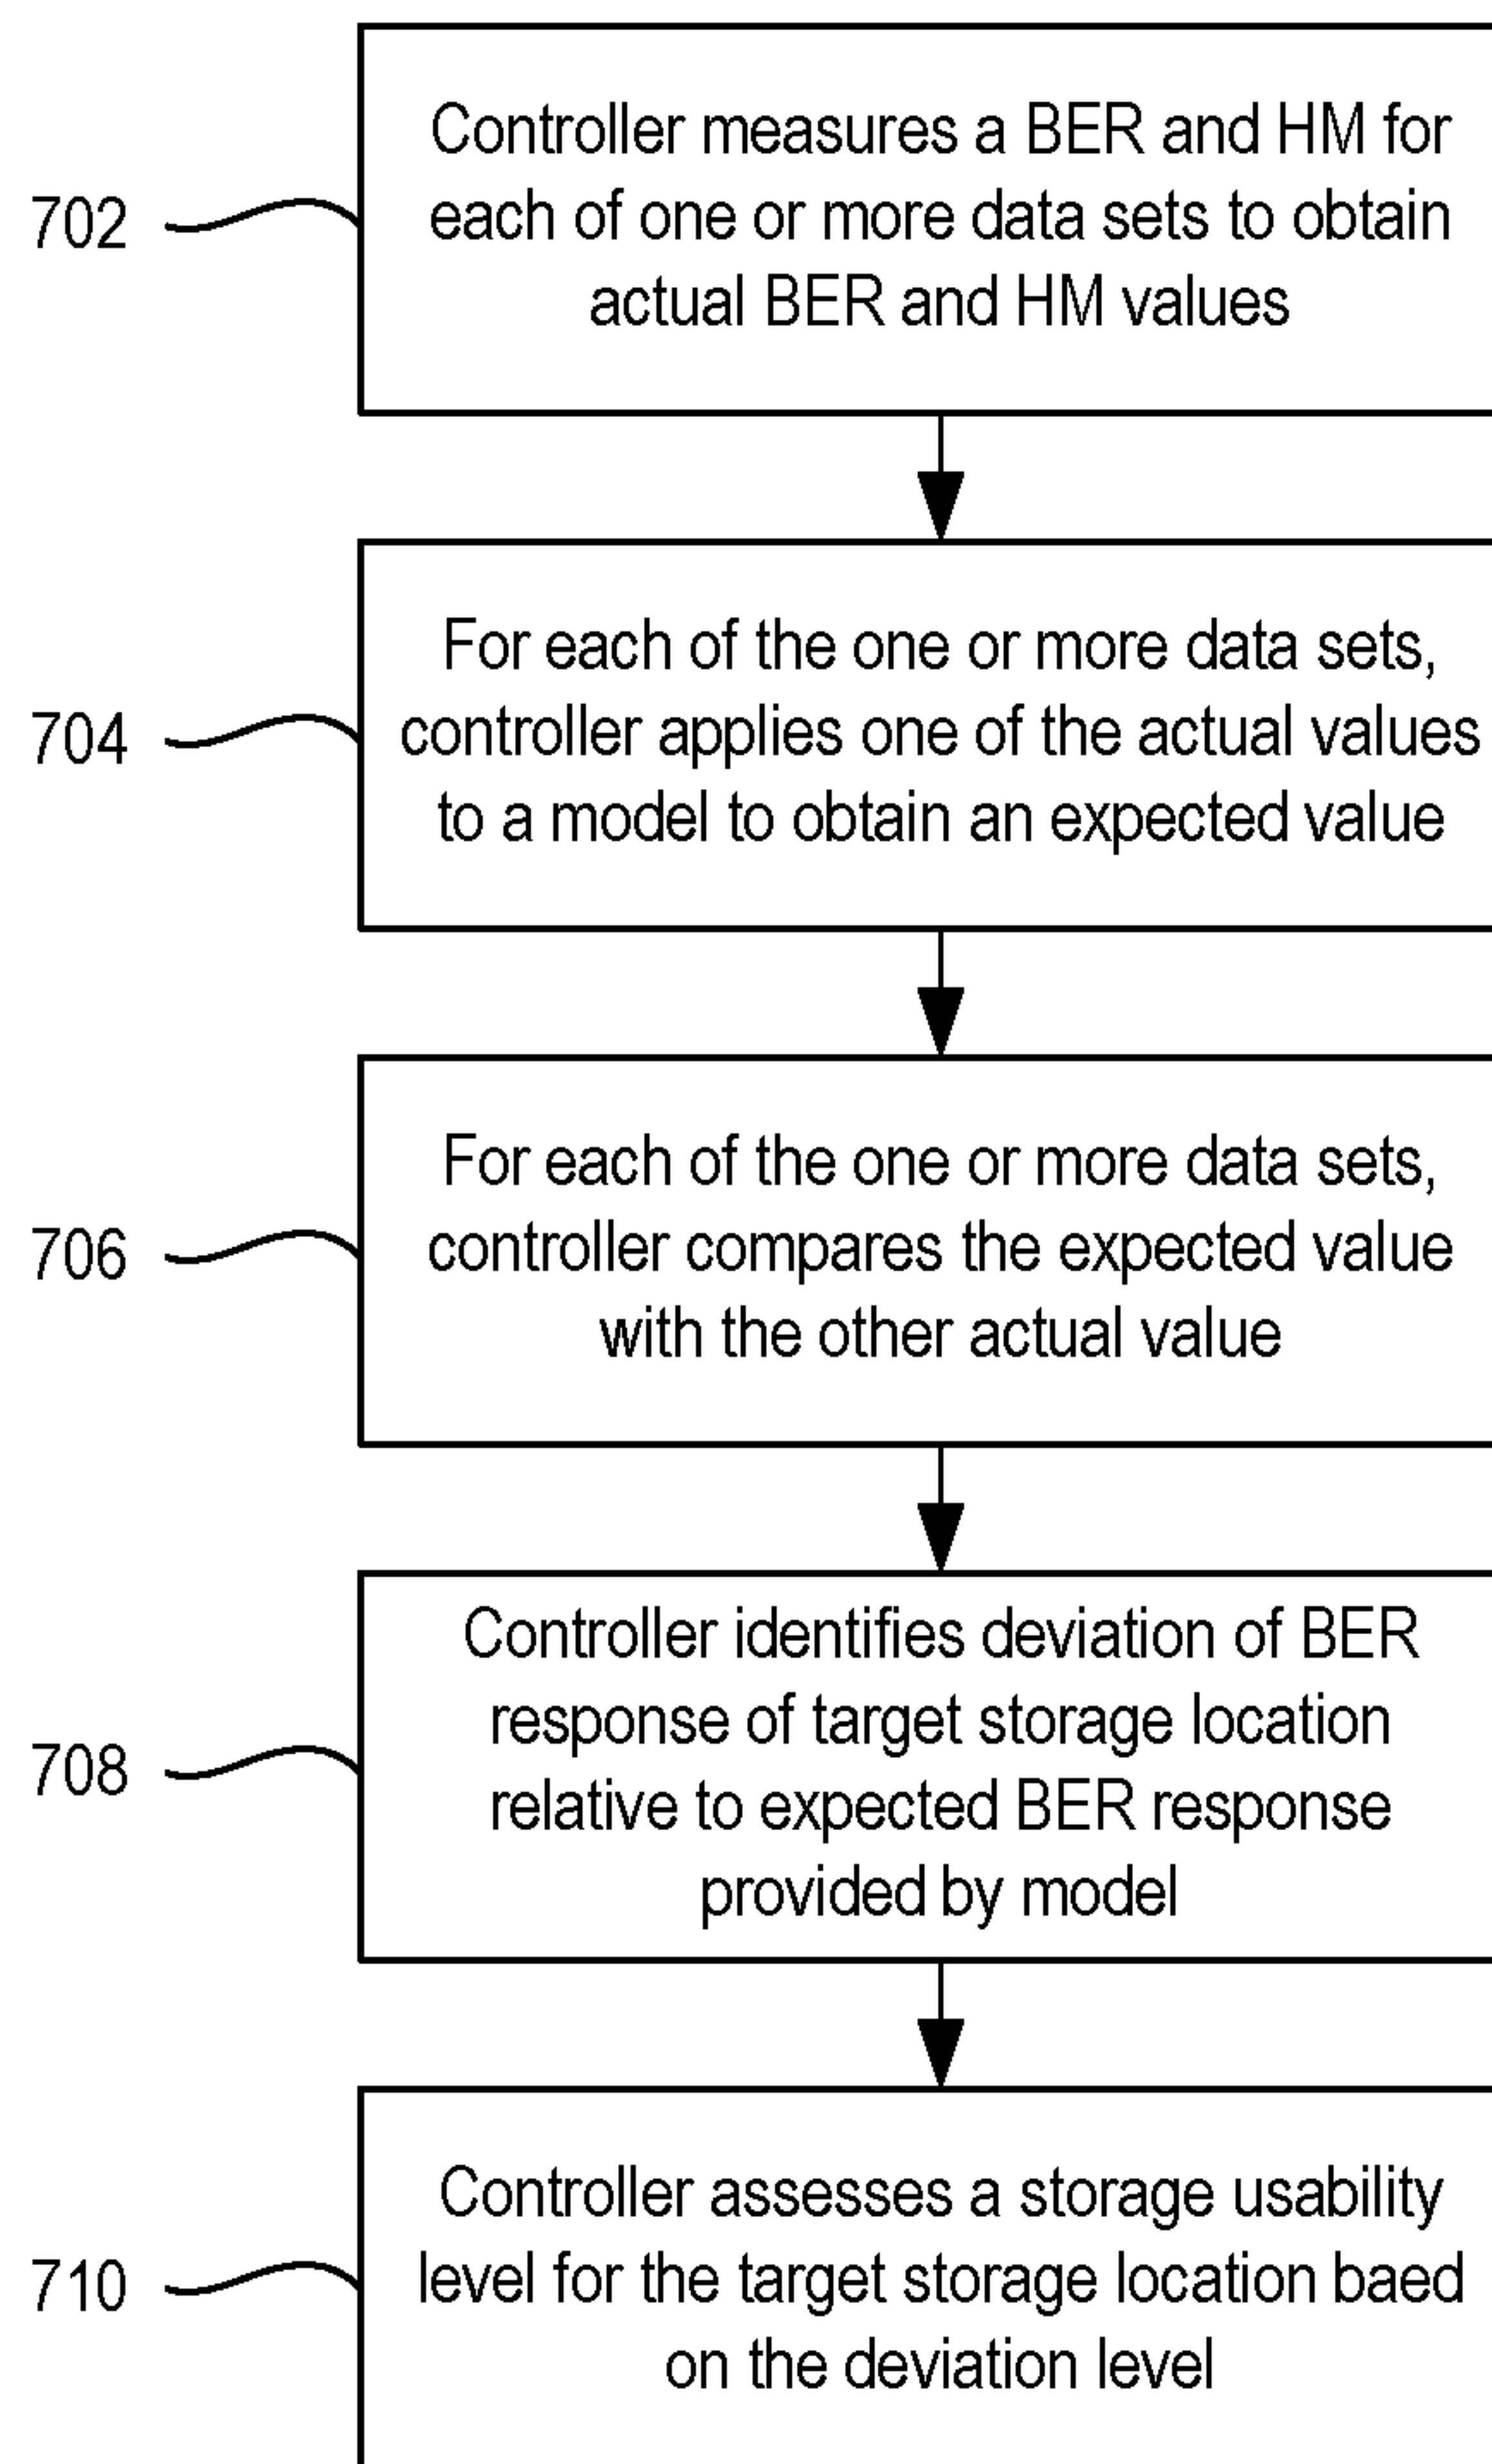 702
Controller measures a BER and HM for
each of one or more data sets to obtain
actual BER and HM values
704
For each of the one or more data sets,
controller applies one of the actual values
to a model to obtain an expected value
706
For each of the one or more data sets,
controller compares the expected value
with the other actual value
708
Controller identifies deviation of BER
response of target storage location
relative to expected BER response
provided by model
710
Controller assesses a storage usability
level for the target storage location baed
on the deviation level